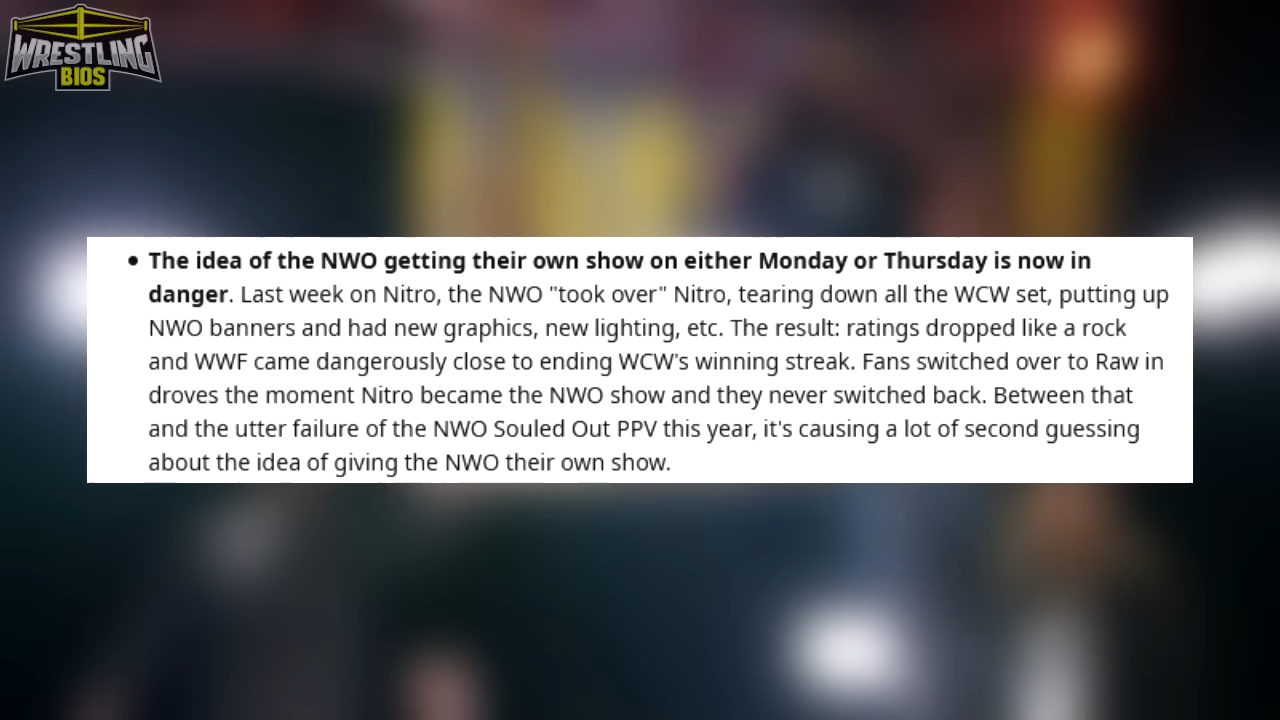 WRESTLING
BIOS
• The idea of the NWO getting their own show on either Monday or Thursday is now in
danger. Last week on Nitro, the NWO "took over" Nitro, tearing down all the WCW set, putting up
NWO banners and had new graphics, new lighting, etc. The result: ratings dropped like a rock
and WWF came dangerously close to ending WCW's winning streak. Fans switched over to Raw in
droves the moment Nitro became the NWO show and they never switched back. Between that
and the utter failure of the NWO Souled Out PPV this year, it's causing a lot of second guessing
about the idea of giving the NWO their own show.